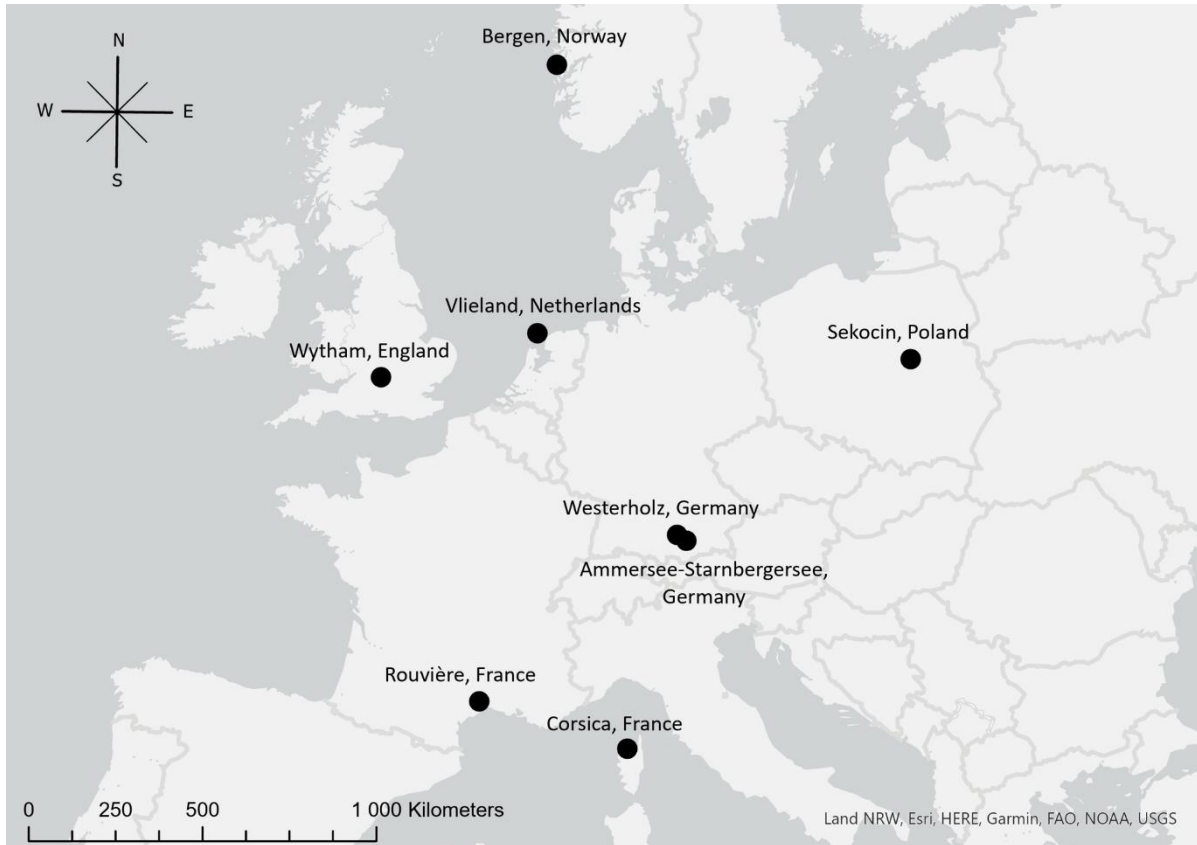 N
W
E
S
Bergen, Norway
Vlieland, Netherlands
Wytham, England
Sekocin, Poland
Westerholz, Germany
Ammersee-Starnbergersee,
Germany
Rouvière, France
Corsica, France
0 250 500 1 000 Kilometers
Land NRW, Esri, HERE, Garmin, FAO, NOAA, USGS